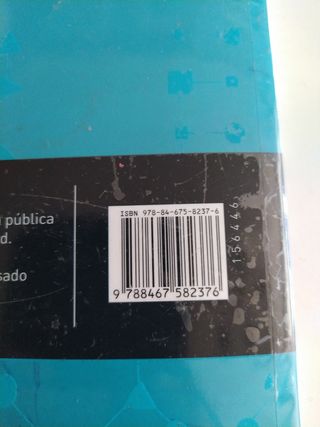 n pública
d.
sado
ISBN 978-84-675-8237-6
9 788467 582376
156446